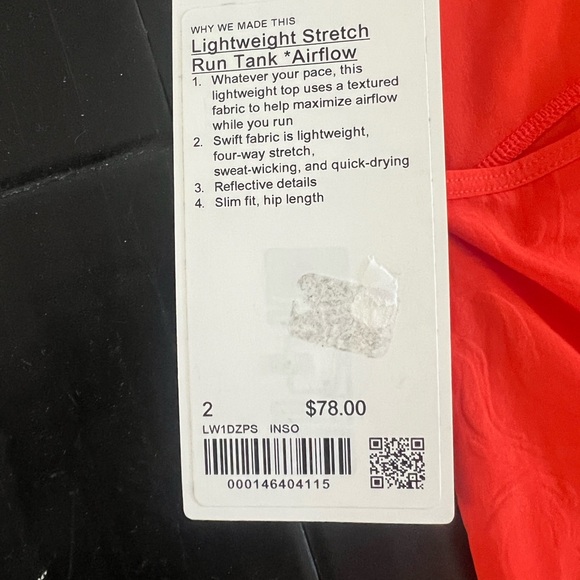 WHY WE MADE THIS
Lightweight Stretch
Run Tank *Airflow
1. Whatever your pace, this
lightweight top uses a textured
fabric to help maximize airflow
while you run
2. Swift fabric is lightweight,
four-way stretch,
sweat-wicking, and quick-drying
3. Reflective details
4. Slim fit, hip length
2 $78.00
LW1DZPS INSO
000146404115